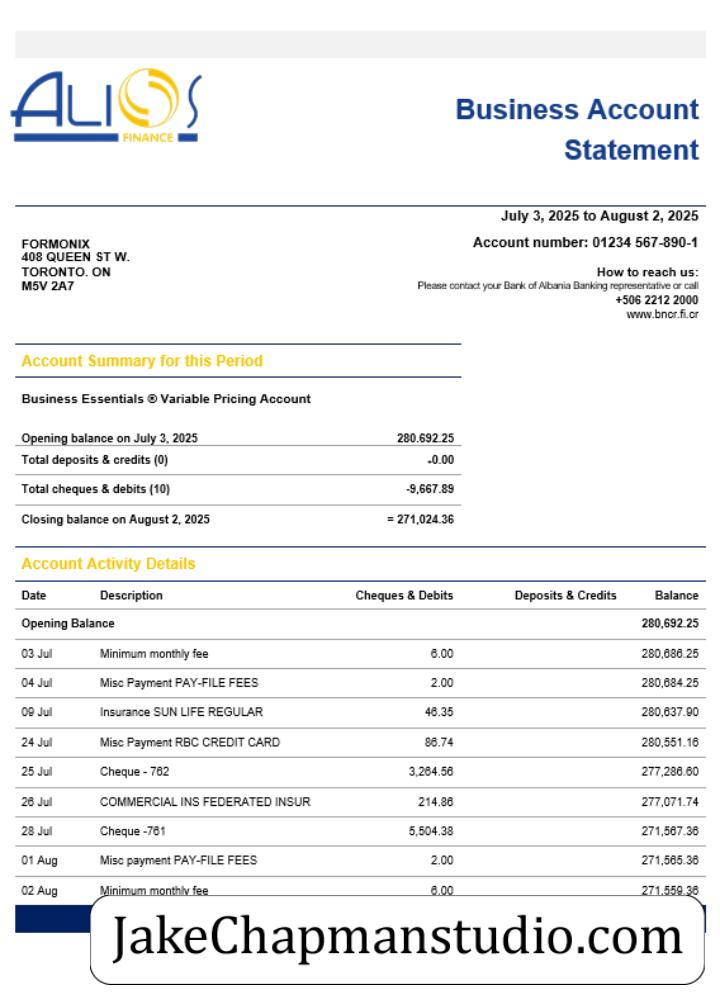 ALIOS
FINANCE
Business Account
Statement
July 3, 2025 to August 2, 2025
Account number: 01234 567-890-1
FORMONIX
408 QUEEN ST W.
TORONTO. ON
M5V 2A7
How to reach us:
Please contact your Bank of Albania Banking representative or call
+506 2212 2000
www.bncr.fi.cr
Account Summary for this Period
Business Essentials ® Variable Pricing Account
Opening balance on July 3, 2025 280.692.25
Total deposits & credits (0) -0.00
Total cheques & debits (10) -9,667.89
Closing balance on August 2, 2025 = 271,024.36
Account Activity Details
Date Description Cheques & Debits Deposits & Credits Balance
Opening Balance 280,692.25
03 Jul Minimum monthly fee 6.00 280,686.25
04 Jul Misc Payment PAY-FILE FEES 2.00 280,684.25
09 Jul Insurance SUN LIFE REGULAR 46.35 280,637.90
24 Jul Misc Payment RBC CREDIT CARD 86.74 280,551.16
25 Jul Cheque - 762 3,264.56 277,286.60
26 Jul COMMERCIAL INS FEDERATED INSUR 214.86 277,071.74
28 Jul Cheque -761 5,504.38 271,567.36
01 Aug Misc payment PAY-FILE FEES 2.00 271,565.36
02 Aug Minimum monthly fee 6.00 271,559.36
JakeChapmanstudio.com